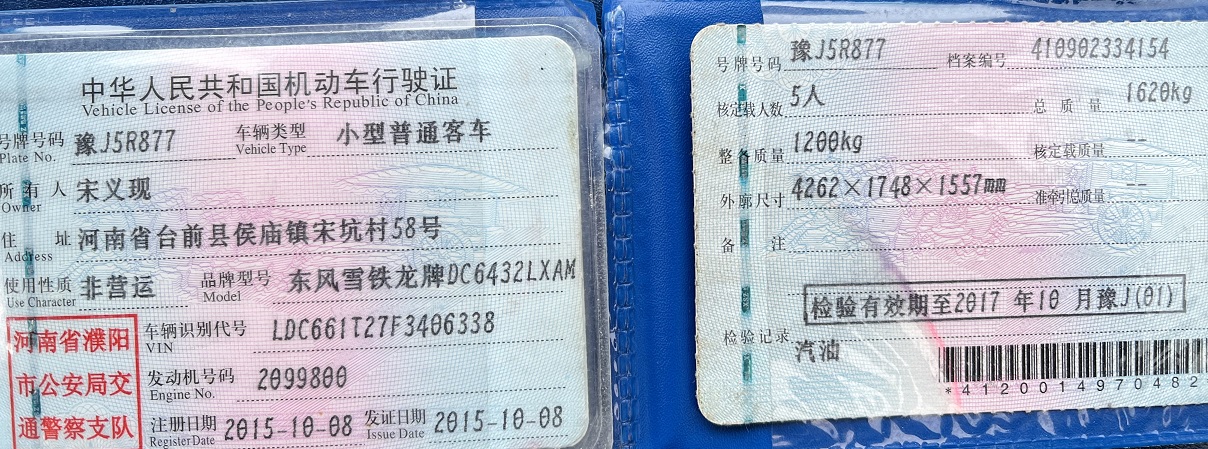 中华人民共和国机动车行驶证
Vehicle License of the People's Republic of China
号牌号码 豫J5R877 车辆类型 小型普通客车
Plate No. Vehicle Type
所有人 宋义现
Owner
住址 河南省台前县侯庙镇宋坑村58号
Address
使用性质 非营运 品牌型号 东风雪铁龙牌DC6432LXAM
Use Character Model
河南省濮阳
市公安局交
通警察支队
车辆识别代号 LDC661T27F3406338
VIN
发动机号码 2099800
Engine No.
注册日期 2015-10-08 发证日期 2015-10-08
Register Date Issue Date
号牌号码 豫J5R877 档案编号 410902334154
核定载人数 5人 总质量 1620kg
整备质量 1200kg 核定载质量 --
外廓尺寸 4262×1748×1557mm 准牵引总质量 --
备注
检验有效期至2017 年10 月豫J(01)
检验记录
汽油
*4120014970482